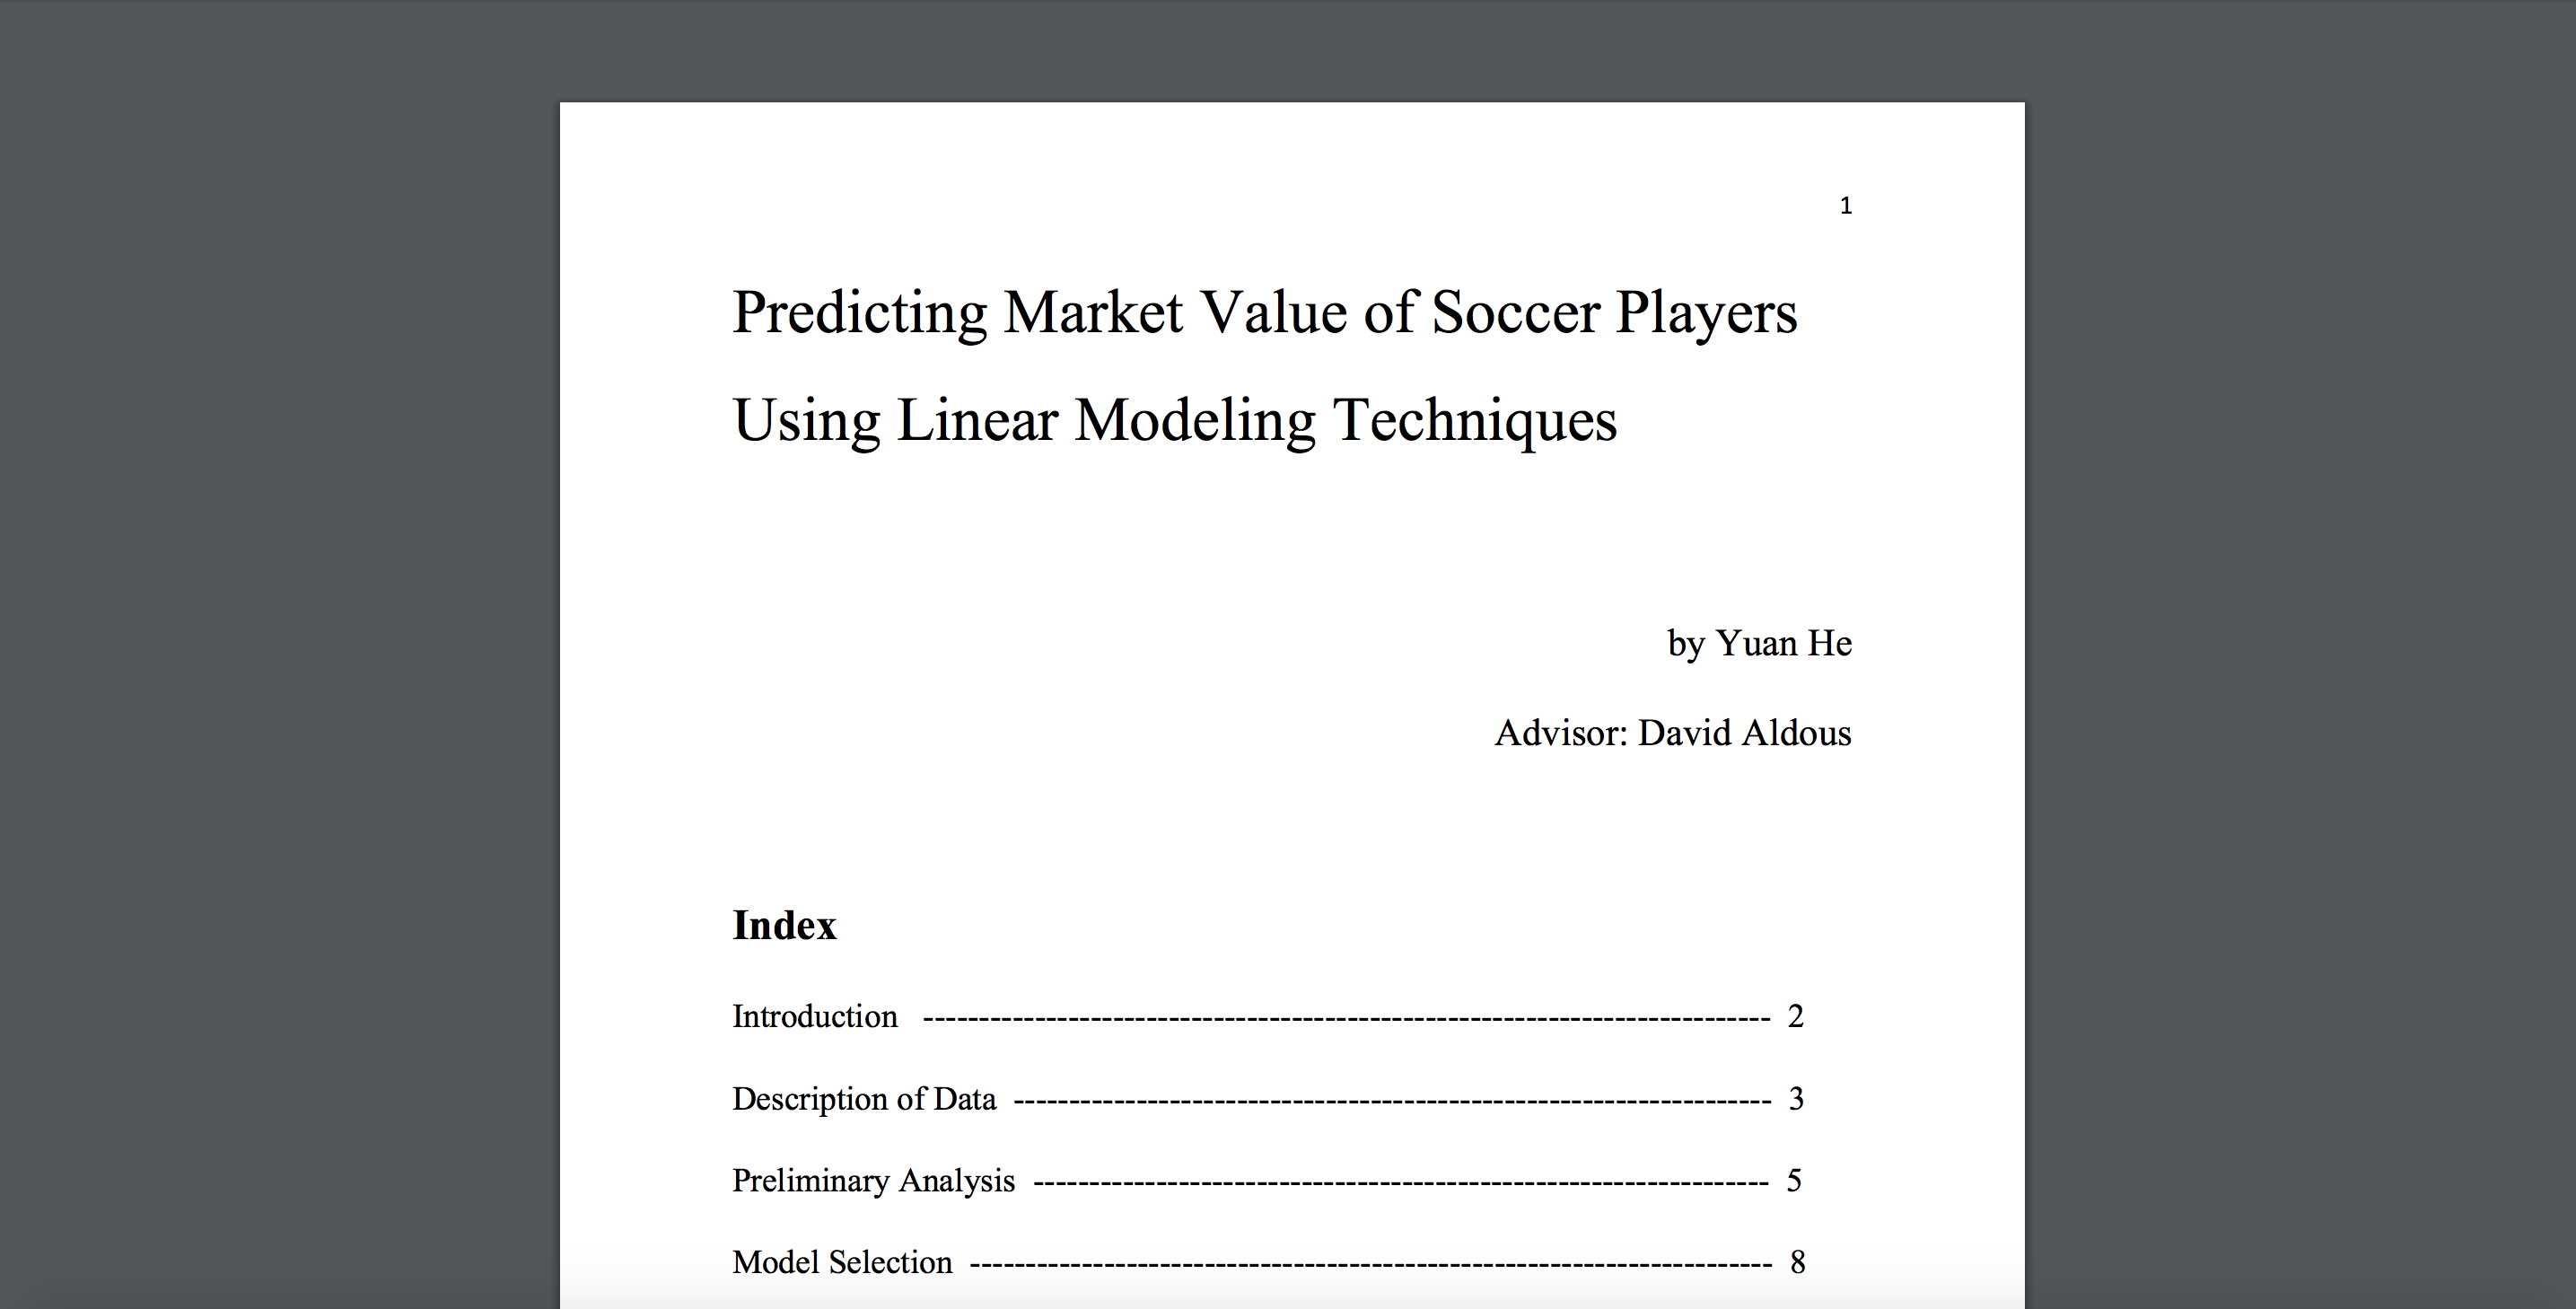 1
Predicting Market Value of Soccer Players
Using Linear Modeling Techniques
by Yuan He
Advisor: David Aldous
Index
Introduction ---------------------------------------------------------------------------- 2
Description of Data -------------------------------------------------------------------- 3
Preliminary Analysis ------------------------------------------------------------------ 5
Model Selection ------------------------------------------------------------------------ 8